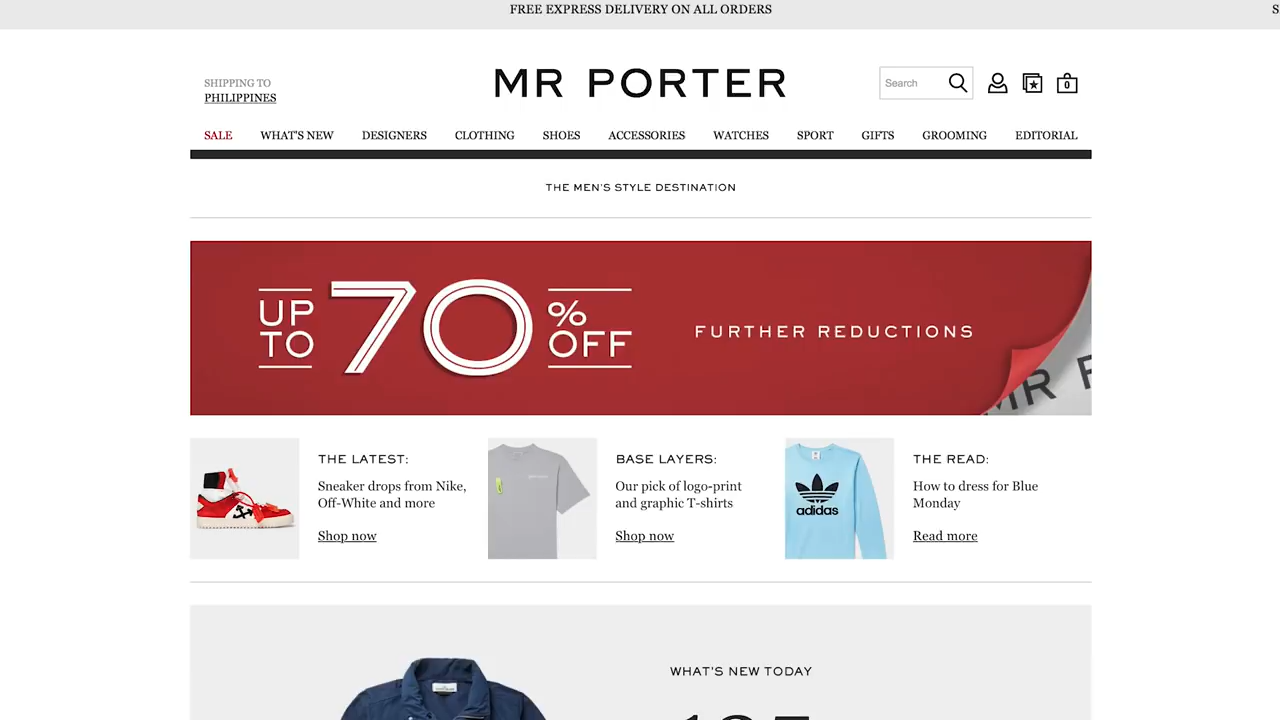 FREE EXPRESS DELIVERY ON ALL ORDERS
SHIPPING TO
PHILIPPINES
MR PORTER
Search
0
SALE WHAT'S NEW DESIGNERS CLOTHING SHOES ACCESSORIES WATCHES SPORT GIFTS GROOMING EDITORIAL
THE MEN'S STYLE DESTINATION
UP TO 70% OFF
FURTHER REDUCTIONS
MR P
THE LATEST:
Sneaker drops from Nike,
Off-White and more
Shop now
BASE LAYERS:
Our pick of logo-print
and graphic T-shirts
Shop now
adidas
THE READ:
How to dress for Blue
Monday
Read more
WHAT'S NEW TODAY